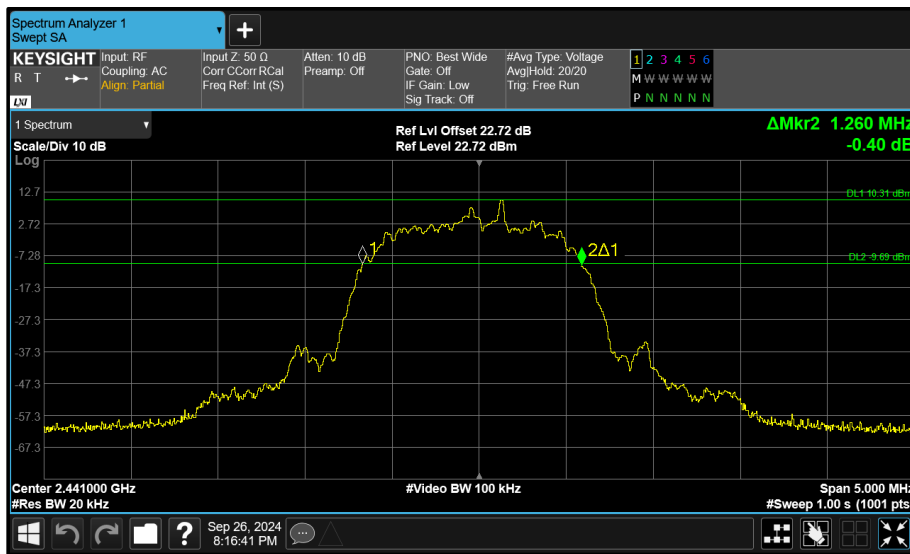 Spectrum Analyzer 1
Swept SA
KEYSIGHT Input: RF Input Z: 50 Ω Atten: 10 dB PNO: Best Wide #Avg Type: Voltage 1 2 3 4 5 6
R T Coupling: AC Corr CCorr RCal Preamp: Off Gate: Off Avg|Hold: 20/20 M W W W W W
Align: Partial Freq Ref: Int (S) IF Gain: Low Trig: Free Run
LXI Sig Track: Off P N N N N N
1 Spectrum Ref Lvl Offset 22.72 dB ΔMkr2 1.260 MHz
Scale/Div 10 dB Ref Level 22.72 dBm -0.40 dB
Log
12.7 DL1 10.31 dBm
2.72
1 2Δ1
-7.28 DL2 -9.69 dBm
-17.3
-27.3
-37.3
-47.3
-57.3
-67.3
Center 2.441000 GHz #Video BW 100 kHz Span 5.000 MHz
#Res BW 20 kHz #Sweep 1.00 s (1001 pts
? Sep 26, 2024
8:16:41 PM